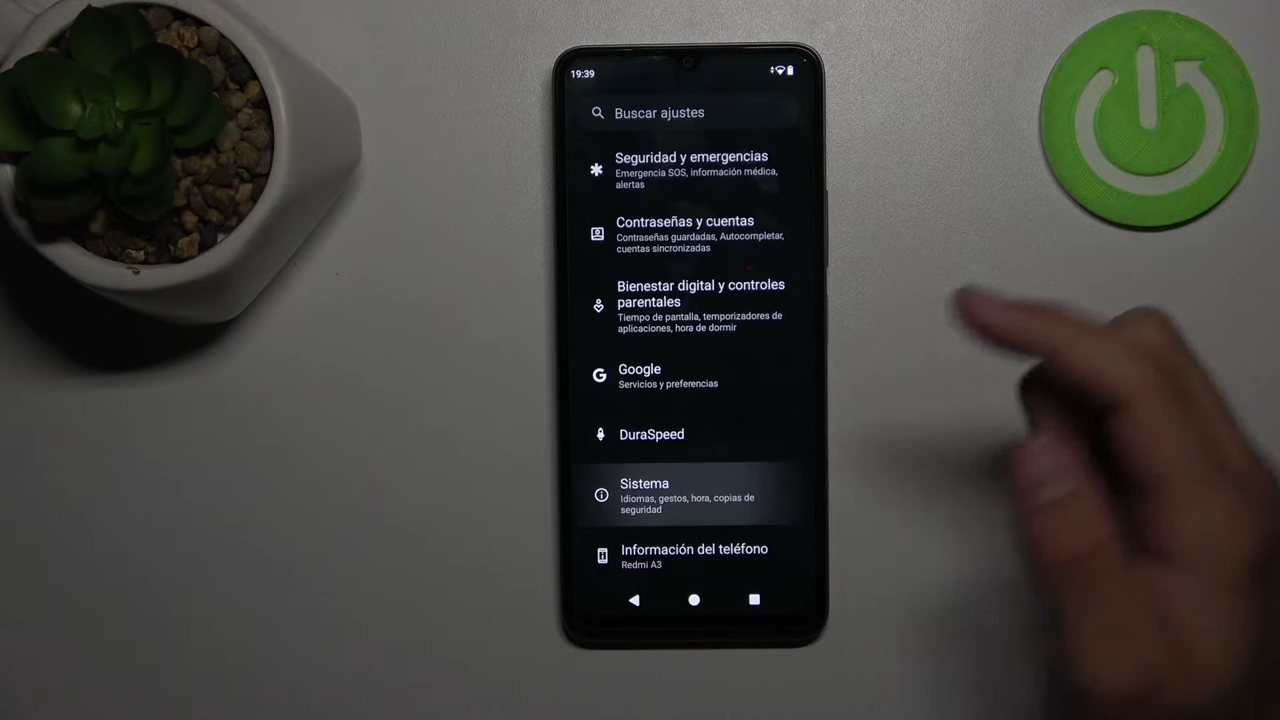 19:39
Buscar ajustes
Seguridad y emergencias
Emergencia SOS, información médica,
alertas
Contraseñas y cuentas
Contraseñas guardadas, Autocompletar,
cuentas sincronizadas
Bienestar digital y controles
parentales
Tiempo de pantalla, temporizadores de
aplicaciones, hora de dormir
Google
Servicios y preferencias
DuraSpeed
Sistema
Idiomas, gestos, hora, copias de
seguridad
Información del teléfono
Redmi A3